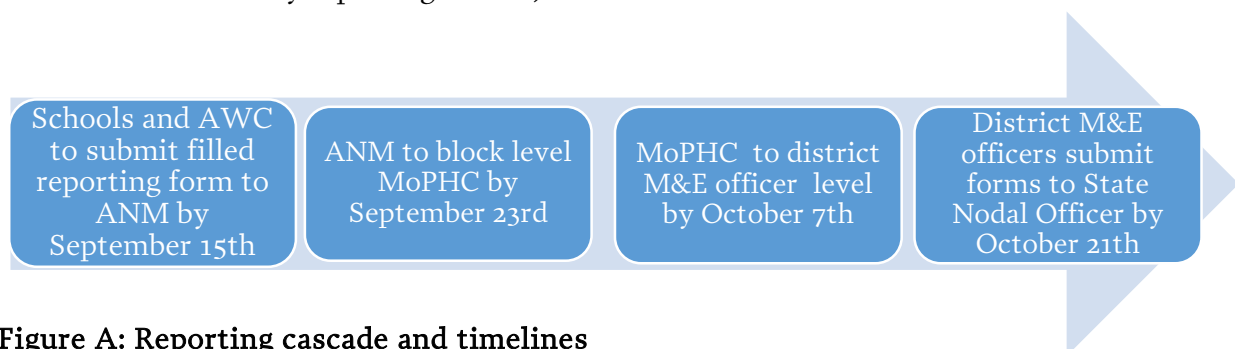 Schools and AWC
to submit filled
reporting form to
ANM by
September 15th
ANM to block level
MoPHC by
September 23rd
MoPHC to district
M&E officer level
by October 7th
District M&E
officers submit
forms to State
Nodal Officer by
October 21th
Figure A: Reporting cascade and timelines